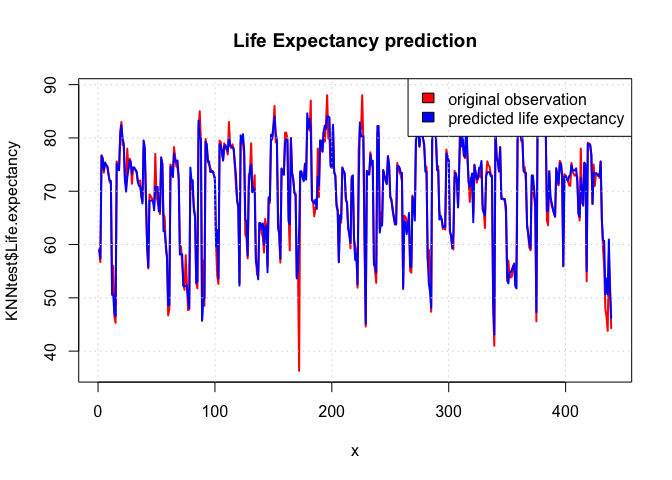 Life Expectancy prediction
original observation
predicted life expectancy
KNNtest$Life.expectancy
90
80
70
60
50
40
0
100
200
300
400
x